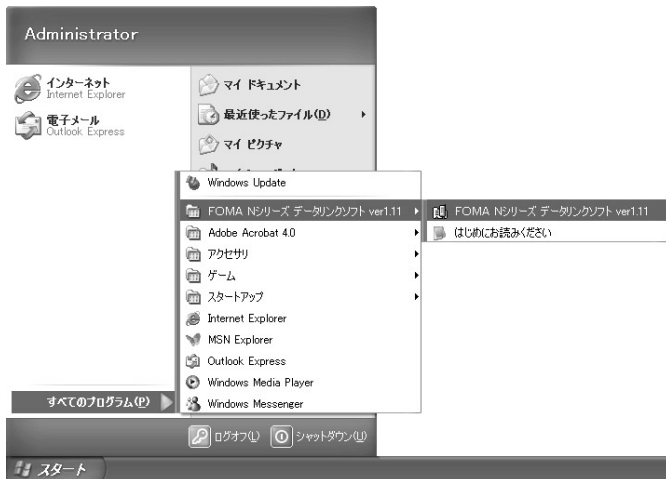 Administrator
インターネット
Internet Explorer
電子メール
Outlook Express
マイ ドキュメント
最近使ったファイル(D)
マイ ピクチャ
Windows Update
FOMA Nシリーズ データリンクソフト ver1.11
Adobe Acrobat 4.0
アクセサリ
ゲーム
スタートアップ
Internet Explorer
MSN Explorer
Outlook Express
Windows Media Player
Windows Messenger
FOMA Nシリーズ データリンクソフト ver1.11
はじめにお読みください
すべてのプログラム(P)
ログオフ(L)
シャットダウン(U)
スタート